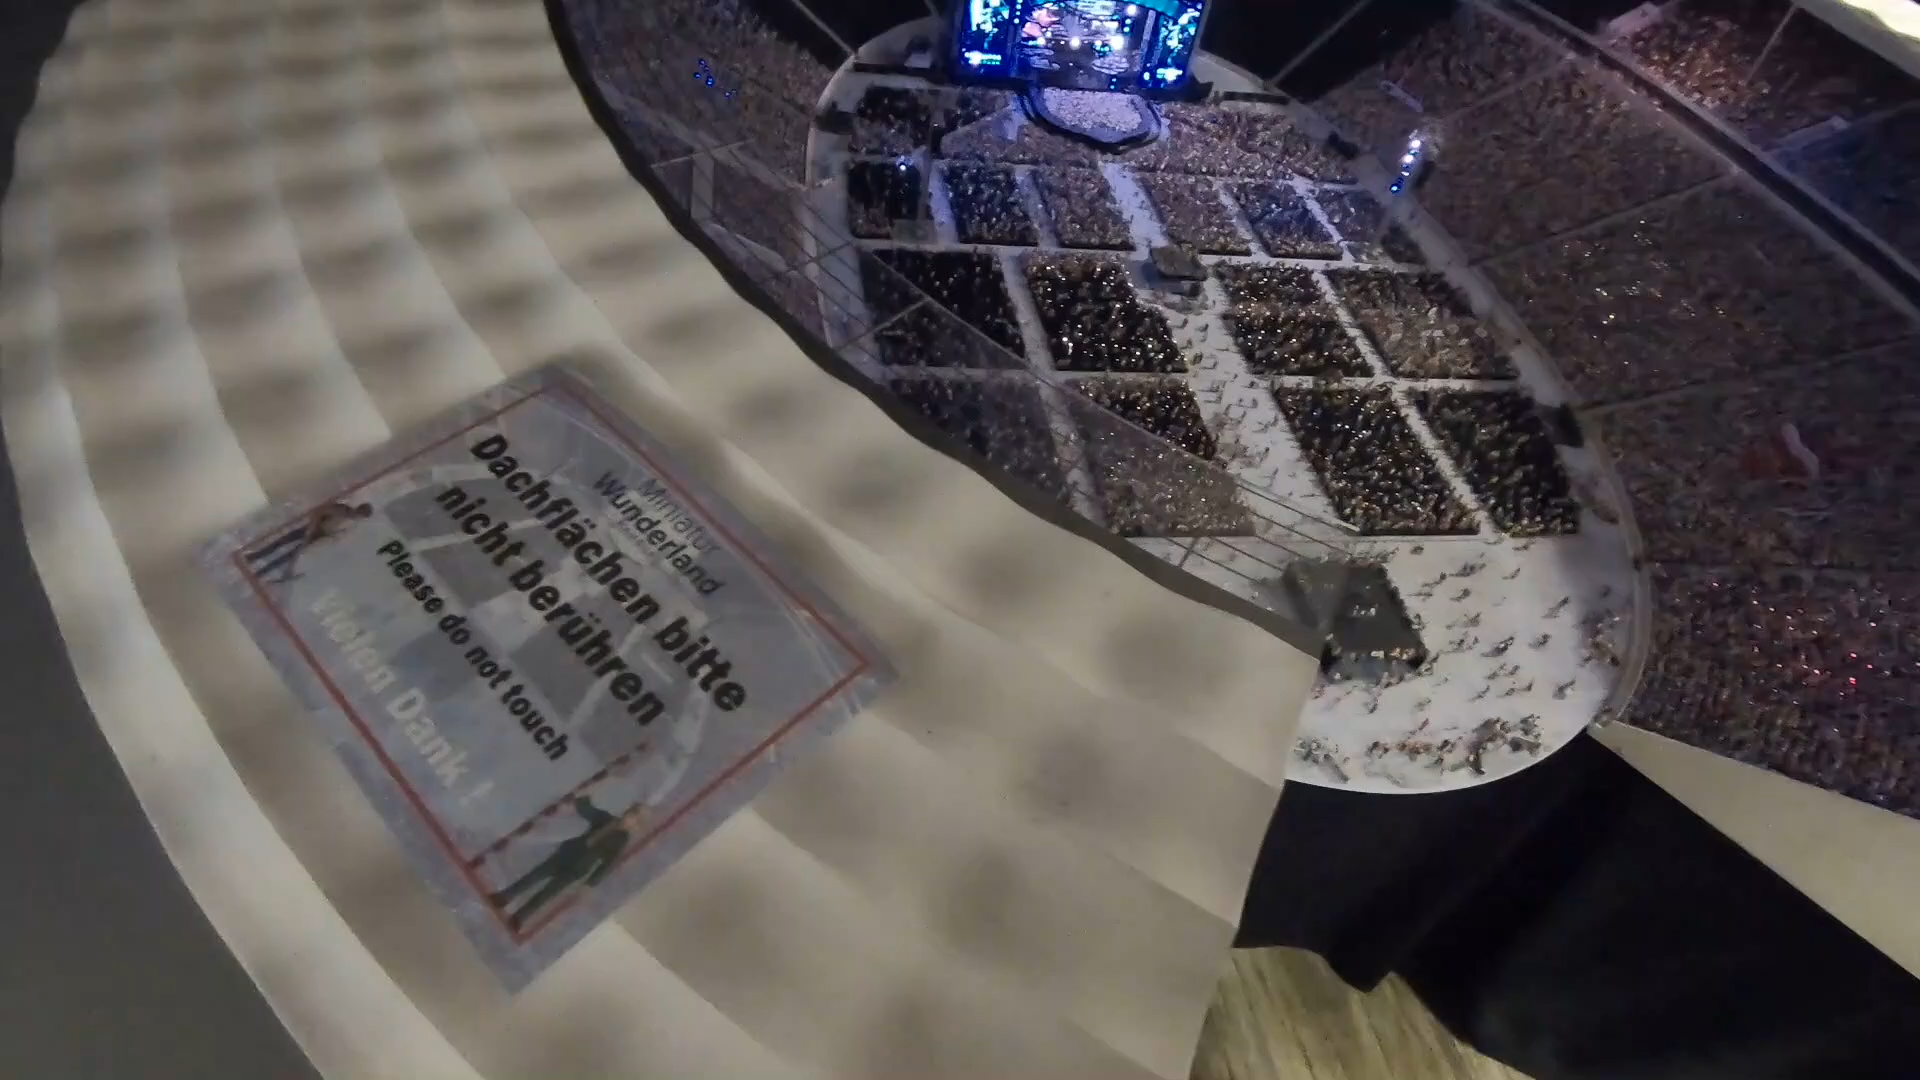 Miniatur
Wunderland
Dachflächen bitte
nicht berühren
Please do not touch
Vielen Dank !